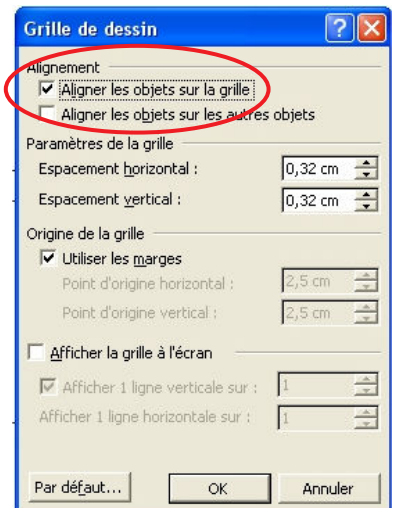 Grille de dessin
Alignement
Aligner les objets sur la grille
Aligner les objets sur les autres objets
Paramètres de la grille
Espacement horizontal : 0,32 cm
Espacement vertical : 0,32 cm
Origine de la grille
Utiliser les marges
Point d'origine horizontal : 2,5 cm
Point d'origine vertical : 2,5 cm
Afficher la grille à l'écran
Afficher 1 ligne verticale sur : 1
Afficher 1 ligne horizontale sur : 1
Par défaut... OK Annuler